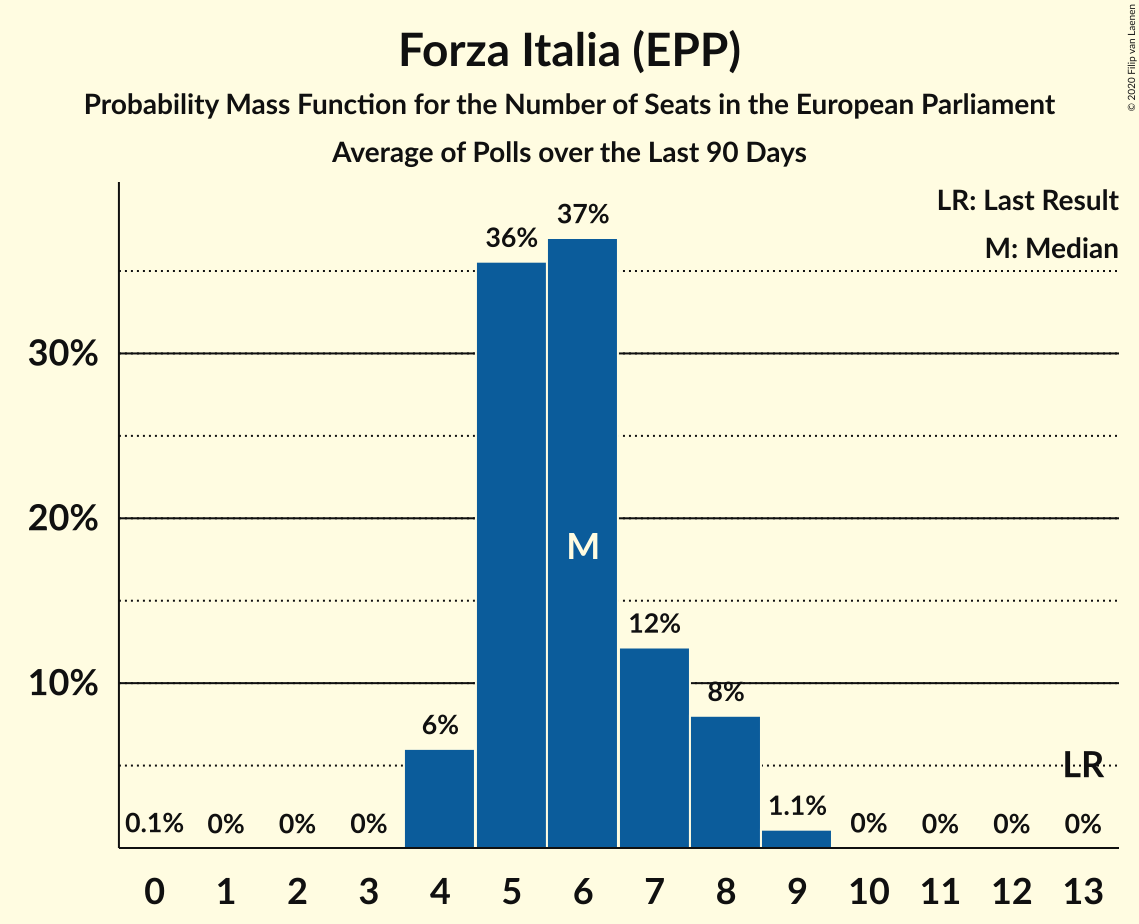 Forza Italia (EPP)
Probability Mass Function for the Number of Seats in the European Parliament
Average of Polls over the Last 90 Days
© 2020 Filip van Laenen
LR: Last Result
M: Median
37%
36%
30%
20%
M
12%
10%
8%
6%
LR
0.1% 0% 0% 0% 1.1% 0% 0% 0% 0%
0 1 2 3 4 5 6 7 8 9 10 11 12 13